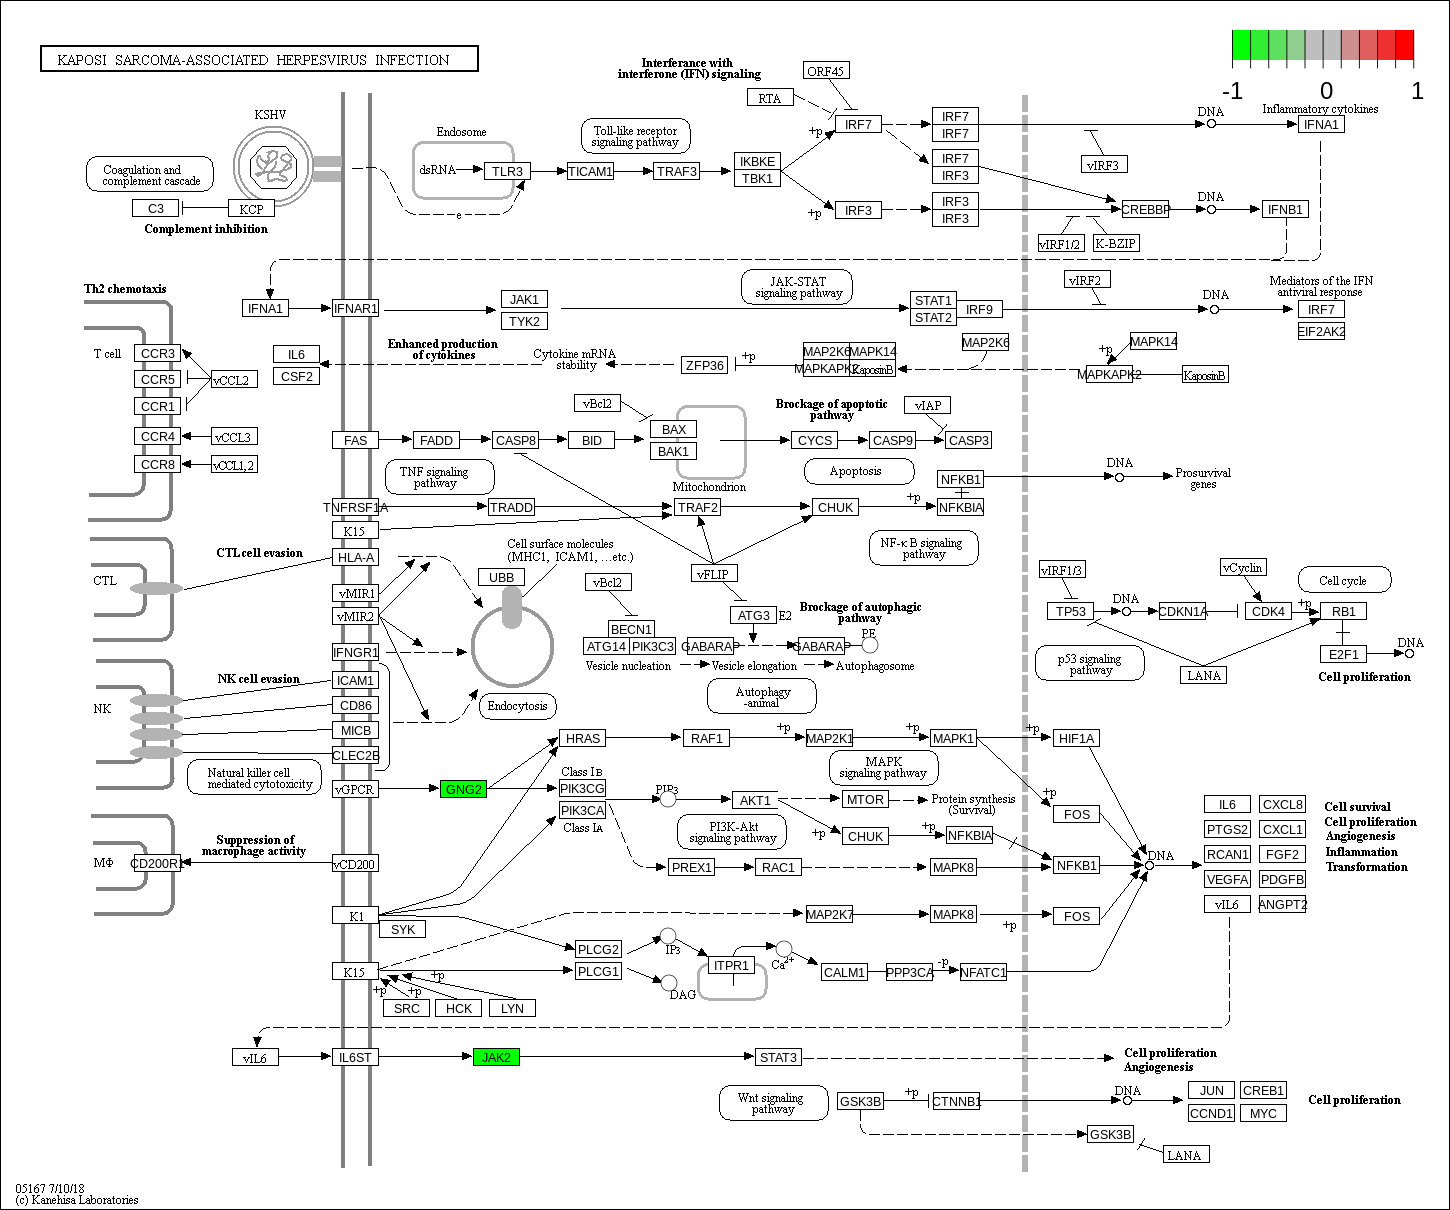 KAPOSI SARCOMA-ASSOCIATED HERPESVIRUS INFECTION
-1 0 1
Interferance with
interferone (IFN) signaling
ORF45
RTA
IRF7
+p
IRF7
IRF7
DNA
Inflammatory cytokines
IFNA1
KSHV
Endosome
Toll-like receptor
signaling pathway
Coagulation and
complement cascade
dsRNA
TLR3
TICAM1
TRAF3
IKBKE
TBK1
IRF7
IRF3
vIRF3
C3
KCP
Complement inhibition
e
+p
IRF3
IRF3
IRF3
CREBBP
DNA
IFNB1
vIRF1/2
K-BZIP
Th2 chemotaxis
IFNA1
IFNAR1
JAK1
TYK2
JAK-STAT
signaling pathway
STAT1
STAT2
IRF9
vIRF2
DNA
Mediators of the IFN
antiviral response
IRF7
EIF2AK2
T cell
CCR3
CCR5
CCR1
CCR4
CCR8
vCCL2
vCCL3
vCCL1,2
IL6
CSF2
Enhanced production
of cytokines
Cytokine mRNA
stability
ZFP36
+p
MAP2K6
MAPK14
MAPKAPK2
KaposinB
MAP2K6
+p
MAPK14
MAPKAPK2
KaposinB
vBcl2
BAX
BAK1
Mitochondrion
Brockage of apoptotic
pathway
vIAP
FAS
FADD
CASP8
BID
CYCS
CASP9
CASP3
TNF signaling
pathway
Apoptosis
NFKB1
DNA
Prosurvival
genes
TNFRSF1A
TRADD
TRAF2
CHUK
+p
NFKBIA
K15
NF-κB signaling
pathway
CTL cell evasion
HLA-A
Cell surface molecules
(MHC1, ICAM1, ...etc.)
CTL
vMIR1
vMIR2
IFNGR1
UBB
vBcl2
vFLIP
ATG3
E2
Brockage of autophagic
pathway
BECN1
ATG14
PIK3C3
GABARAP
GABARAP
PE
Vesicle nucleation
Vesicle elongation
Autophagosome
vIRF1/3
vCyclin
Cell cycle
TP53
DNA
CDKN1A
CDK4
+p
RB1
E2F1
DNA
p53 signaling
pathway
LANA
Cell proliferation
NK cell evasion
NK
ICAM1
CD86
MICB
CLEC2B
Endocytosis
Autophagy
-animal
Natural killer cell
mediated cytotoxicity
vGPCR
GNG2
HRAS
RAF1
+p
MAP2K1
+p
MAPK1
+p
HIF1A
MAPK
signaling pathway
Class IB
PIK3CG
PIK3CA
Class IA
PIP3
AKT1
MTOR
Protein synthesis
(Survival)
+p
FOS
PI3K-Akt
signaling pathway
+p
CHUK
+p
NFKBIA
PREX1
RAC1
MAPK8
NFKB1
DNA
IL6
CXCL8
PTGS2
CXCL1
RCAN1
FGF2
VEGFA
PDGFB
vIL6
ANGPT2
Cell survival
Cell proliferation
Angiogenesis
Inflammation
Transformation
MΦ
CD200R1
Suppression of
macrophage activity
vCD200
K1
SYK
MAP2K7
MAPK8
+p
FOS
PLCG2
PLCG1
IP3
DAG
ITPR1
Ca2+
CALM1
PPP3CA
-p
NFATC1
K15
+p
+p
+p
SRC
HCK
LYN
vIL6
IL6ST
JAK2
STAT3
Cell proliferation
Angiogenesis
Wnt signaling
pathway
GSK3B
+p
CTNNB1
DNA
JUN
CREB1
CCND1
MYC
Cell proliferation
GSK3B
LANA
05167 7/10/18
(c) Kanehisa Laboratories